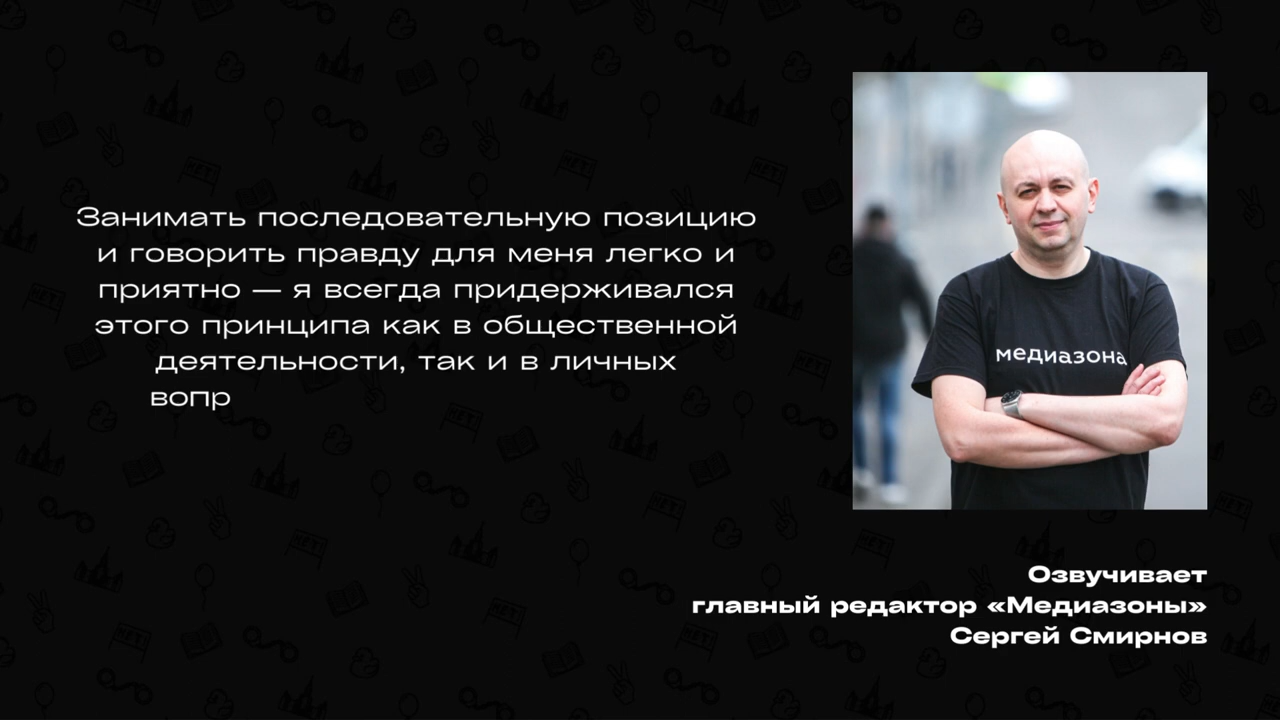 Занимать последовательную позицию
и говорить правду для меня легко и
приятно — я всегда придерживался
этого принципа как в общественной
деятельности, так и в личных
вопр
медиазона
Озвучивает
главный редактор «Медиазоны»
Сергей Смирнов